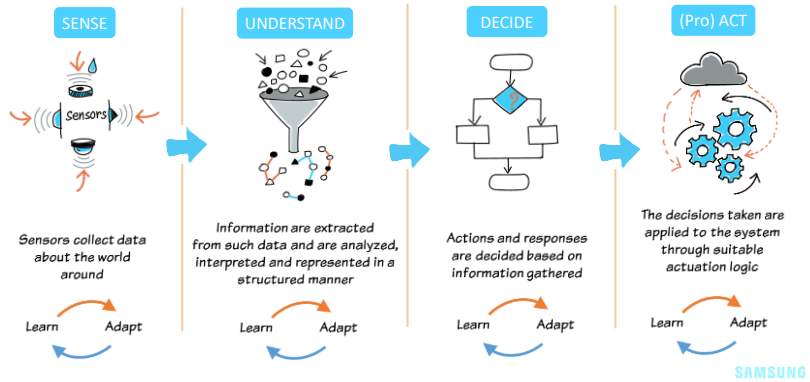 SENSE
UNDERSTAND
DECIDE
(Pro) ACT
Sensors
?
Sensors collect data
about the world
around
Information are extracted
from such data and are analyzed,
interpreted and represented in a
structured manner
Actions and responses
are decided based on
information gathered
The decisions taken are
applied to the system
through suitable
actuation logic
Learn Adapt
Learn Adapt
Learn Adapt
Learn Adapt
SAMSUNG